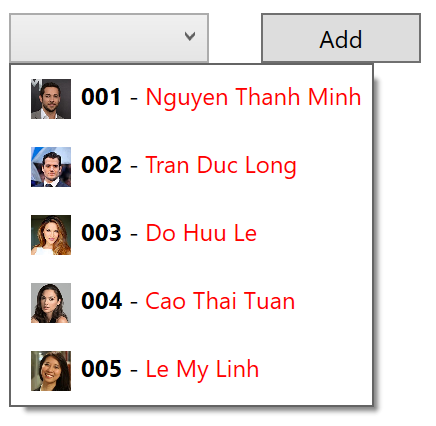 Add
001 - Nguyen Thanh Minh
002 - Tran Duc Long
003 - Do Huu Le
004 - Cao Thai Tuan
005 - Le My Linh